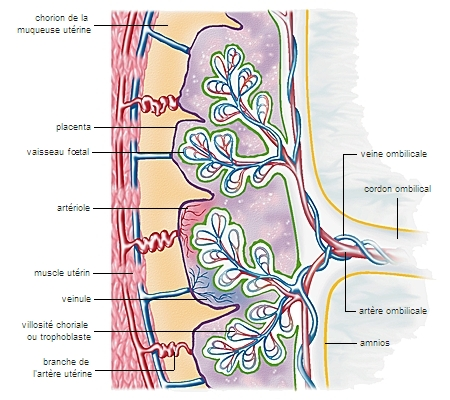 chorion de la
muqueuse utérine
placenta
vaisseau fœtal
artériole
muscle utérin
veinule
villosité choriale
ou trophoblaste
branche de
l'artère utérine
veine ombilicale
cordon ombilical
artère ombilicale
amnios